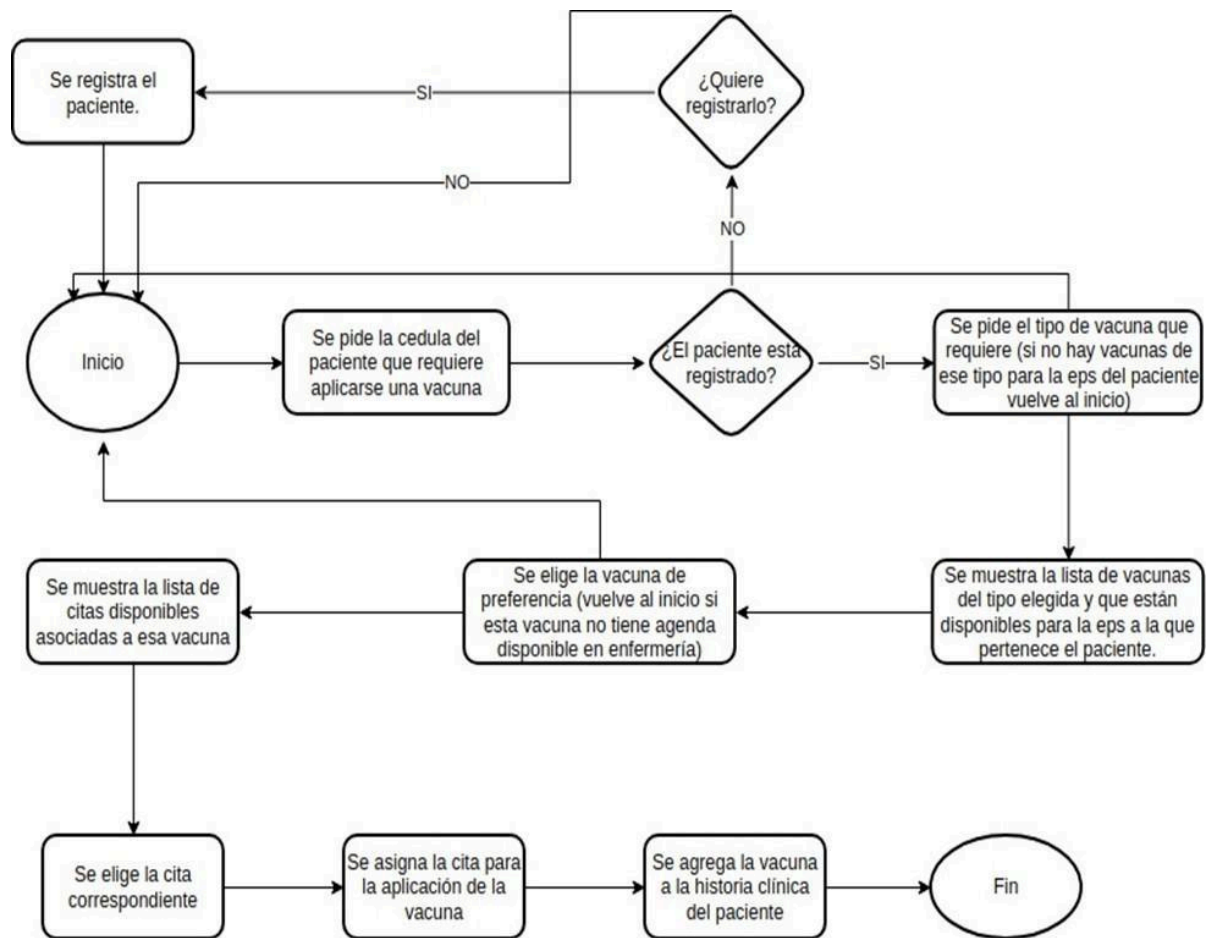 Se registra el
paciente.
SI
¿Quiere
registrarlo?
NO
NO
Inicio
Se pide la cedula del
paciente que requiere
aplicarse una vacuna
¿El paciente está
registrado?
SI
Se pide el tipo de vacuna que
requiere (si no hay vacunas de
ese tipo para la eps del paciente
vuelve al inicio)
Se muestra la lista de
citas disponibles
asociadas a esa vacuna
Se elige la vacuna de
preferencia (vuelve al inicio si
esta vacuna no tiene agenda
disponible en enfermería)
Se muestra la lista de vacunas
del tipo elegida y que están
disponibles para la eps a la que
pertenece el paciente.
Se elige la cita
correspondiente
Se asigna la cita para
la aplicación de la
vacuna
Se agrega la vacuna
a la historia clínica
del paciente
Fin